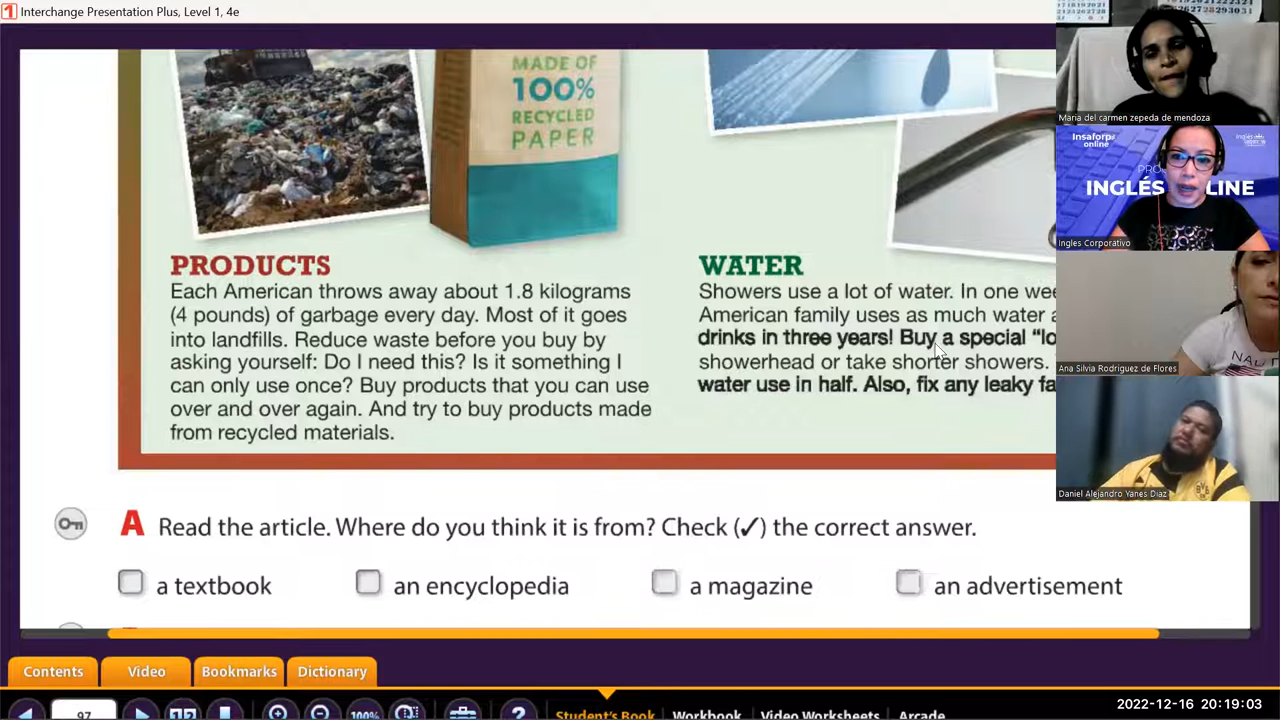 Interchange Presentation Plus, Level 1, 4e
MADE OF
100%
RECYCLED
PAPER
PRODUCTS
Each American throws away about 1.8 kilograms
(4 pounds) of garbage every day. Most of it goes
into landfills. Reduce waste before you buy by
asking yourself: Do I need this? Is it something I
can only use once? Buy products that you can use
over and over again. And try to buy products made
from recycled materials.
WATER
Showers use a lot of water. In one wee
American family uses as much water a
drinks in three years! Buy a special “lo
showerhead or take shorter showers.
water use in half. Also, fix any leaky fa
A Read the article. Where do you think it is from? Check (✓) the correct answer.
a textbook an encyclopedia a magazine an advertisement
Maria del carmen zepeda de mendoza
Insaforp
online
INGLÉS LINE
Ingles Corporativo
Ana Silvia Rodriguez de Flores
Daniel Alejandro Yanes Diaz
Contents Video Bookmarks Dictionary
97 100% ? Student's Book Workbook Video Worksheets Arcade
2022-12-16 20:19:03